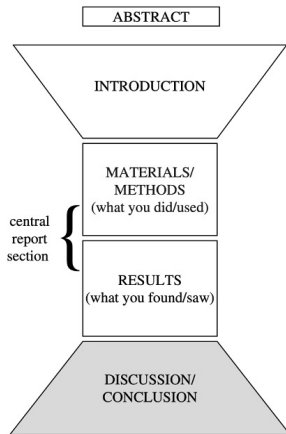 ABSTRACT
INTRODUCTION
MATERIALS/
METHODS
(what you did/used)
central
report
section
RESULTS
(what you found/saw)
DISCUSSION/
CONCLUSION